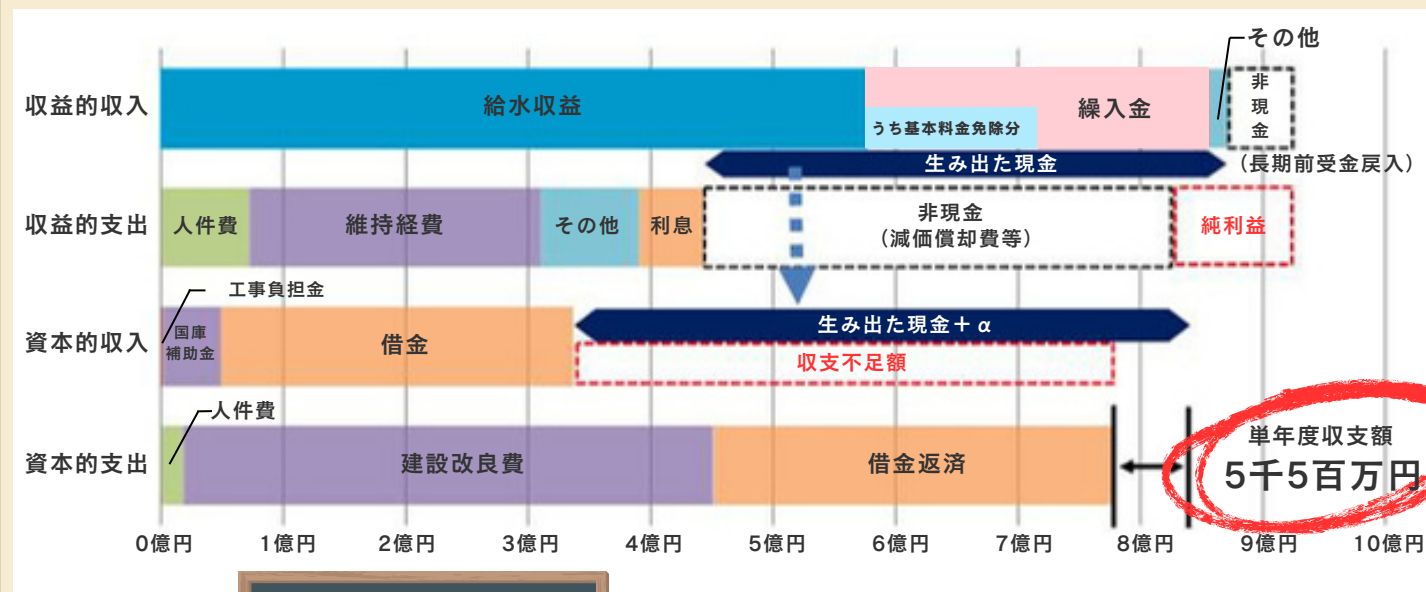 その他
収益的収入
給水収益
うち基本料金免除分
繰入金
非
現
金
生み出た現金
(長期前受金戻入)
収益的支出
人件費
維持経費
その他
利息
非現金
(減価償却費等)
純利益
工事負担金
資本的収入
国庫
補助金
借金
生み出た現金+α
収支不足額
人件費
資本的支出
建設改良費
借金返済
単年度収支額
5千5百万円
0億円
1億円
2億円
3億円
4億円
5億円
6億円
7億円
8億円
9億円
10億円